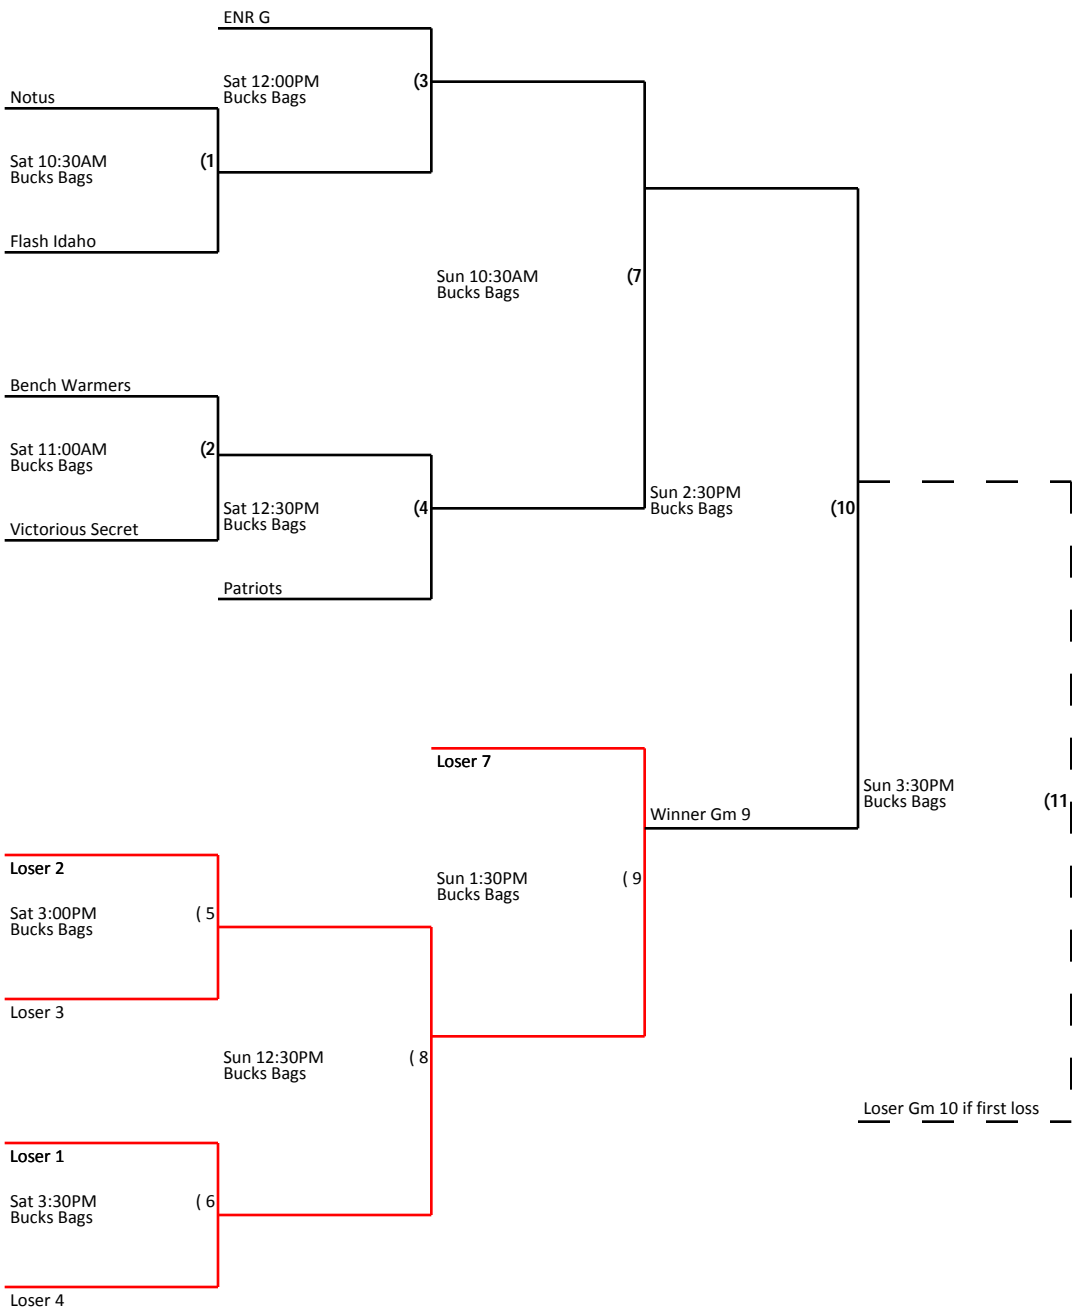 ENR G
Sat 12:00PM
Bucks Bags
(3
Notus
Sat 10:30AM
Bucks Bags
(1
Flash Idaho
Sun 10:30AM
Bucks Bags
(7
Bench Warmers
Sat 11:00AM
Bucks Bags
(2
Victorious Secret
Sat 12:30PM
Bucks Bags
(4
Patriots
Sun 2:30PM
Bucks Bags
(10
Loser 7
Winner Gm 9
Sun 3:30PM
Bucks Bags
(11
Loser 2
Sat 3:00PM
Bucks Bags
( 5
Loser 3
Sun 1:30PM
Bucks Bags
( 9
Sun 12:30PM
Bucks Bags
( 8
Loser Gm 10 if first loss
Loser 1
Sat 3:30PM
Bucks Bags
( 6
Loser 4